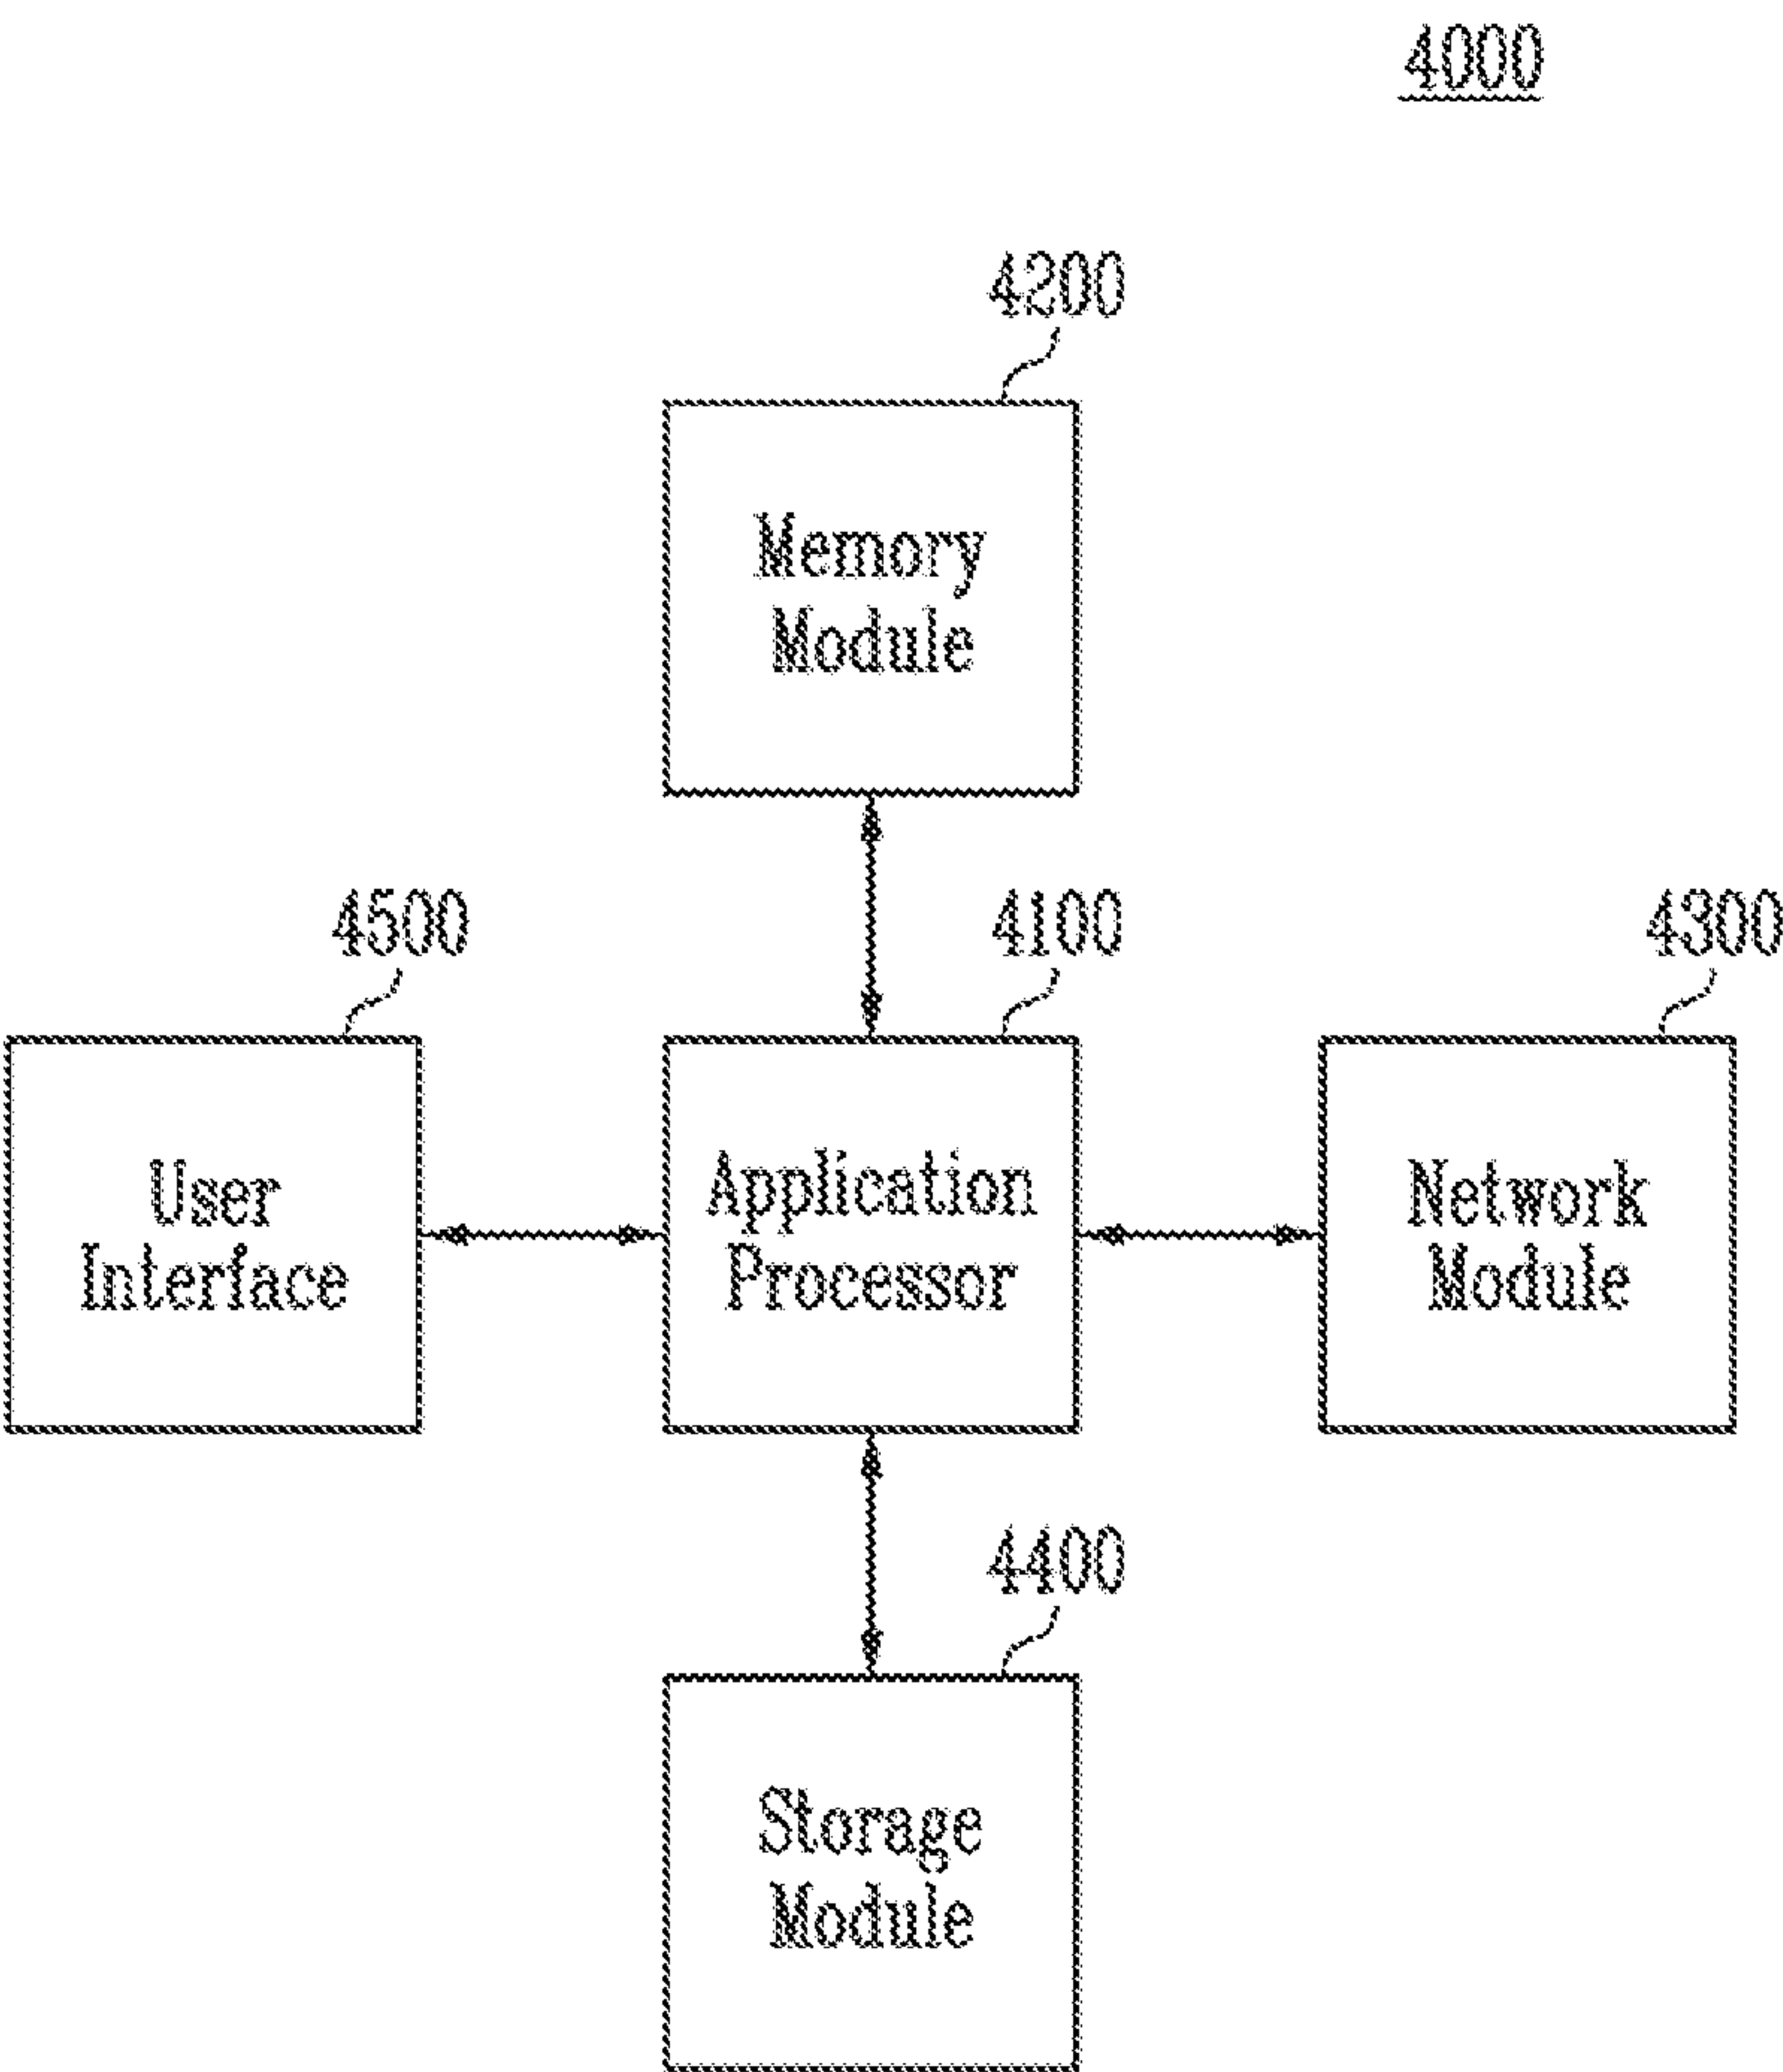 4000
4200
Memory
Module
4500
4100
4300
User
Interface
Application
Processor
Network
Module
4400
Storage
Module